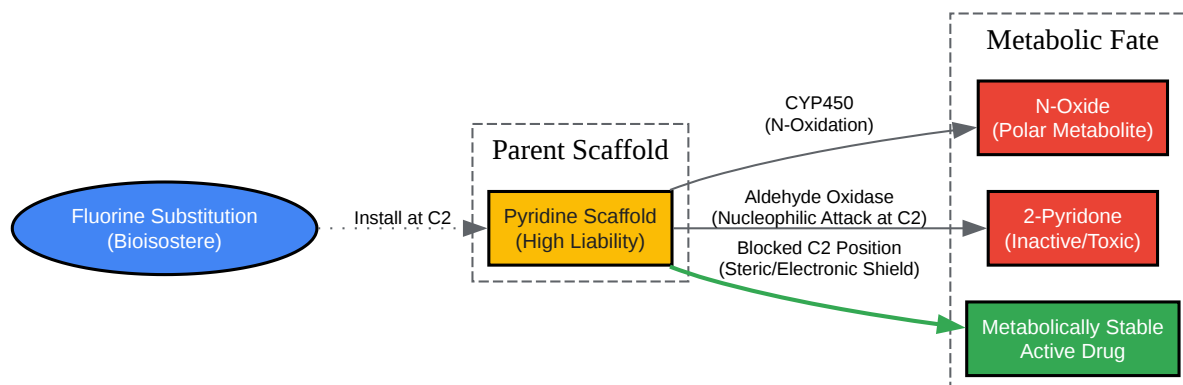 Metabolic Fate
CYP450
(N-Oxidation)
N-Oxide
(Polar Metabolite)
Parent Scaffold
Fluorine Substitution
(Bioisostere)
Install at C2
Pyridine Scaffold
(High Liability)
Aldehyde Oxidase
(Nucleophilic Attack at C2)
2-Pyridone
(Inactive/Toxic)
Blocked C2 Position
(Steric/Electronic Shield)
Metabolically Stable
Active Drug